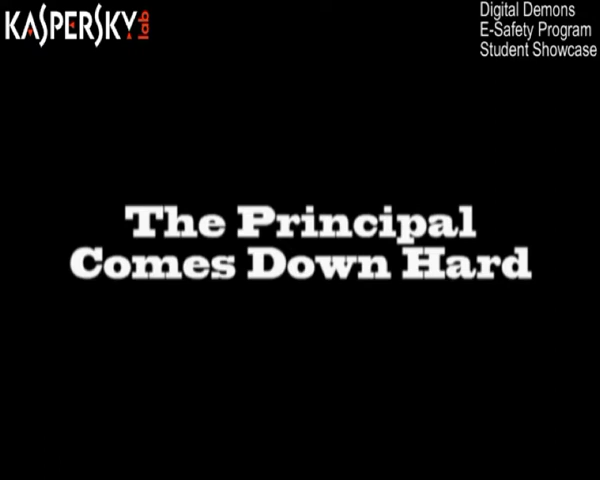 KASPERSKY lab
Digital Demons
E-Safety Program
Student Showcase
The Principal
Comes Down Hard